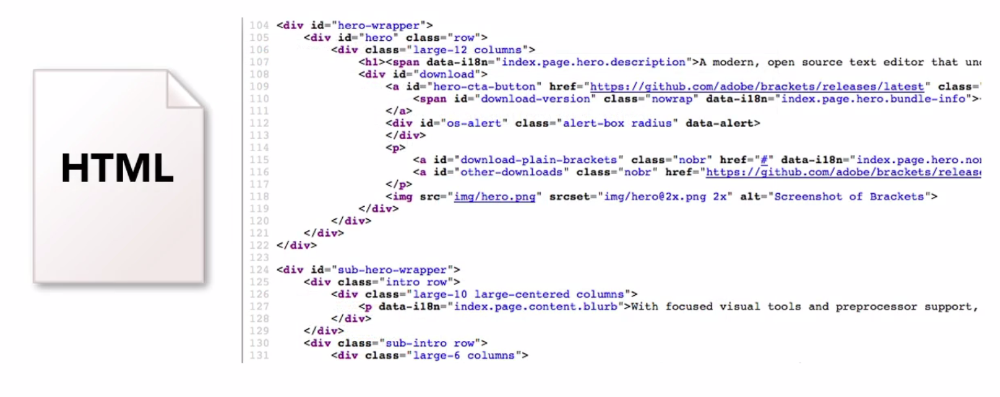 HTML
104 <div id="hero-wrapper">
105 <div id="hero" class="row">
106 <div class="large-12 columns">
107 <h1><span data-i18n="index.page.hero.description">A modern, open source text editor that
108 <div id="download">
109 <a id="hero-cta-button" href="https://github.com/adobe/brackets/releases/latest" class=
110 <span id="download-version" class="nowrap" data-i18n="index.page.hero.bundle-info">
111 </a>
112 <div id="os-alert" class="alert-box radius" data-alert>
113 </div>
114 <p>
115 <a id="download-plain-brackets" class="nobr" href="#" data-i18n="index.page.hero.
116 <a id="other-downloads" class="nobr" href="https://github.com/adobe/brackets/
117 </p>
118 <img src="img/hero.png" srcset="img/hero@2x.png 2x" alt="Screenshot of Brackets">
119 </div>
120 </div>
121 </div>
122 </div>
123
124 <div id="sub-hero-wrapper">
125 <div class="intro row">
126 <div class="large-10 large-centered columns">
127 <p data-i18n="index.page.content.blurb">With focused visual tools and preprocessor support,
128 </div>
129 </div>
130 <div class="sub-intro row">
131 <div class="large-6 columns">